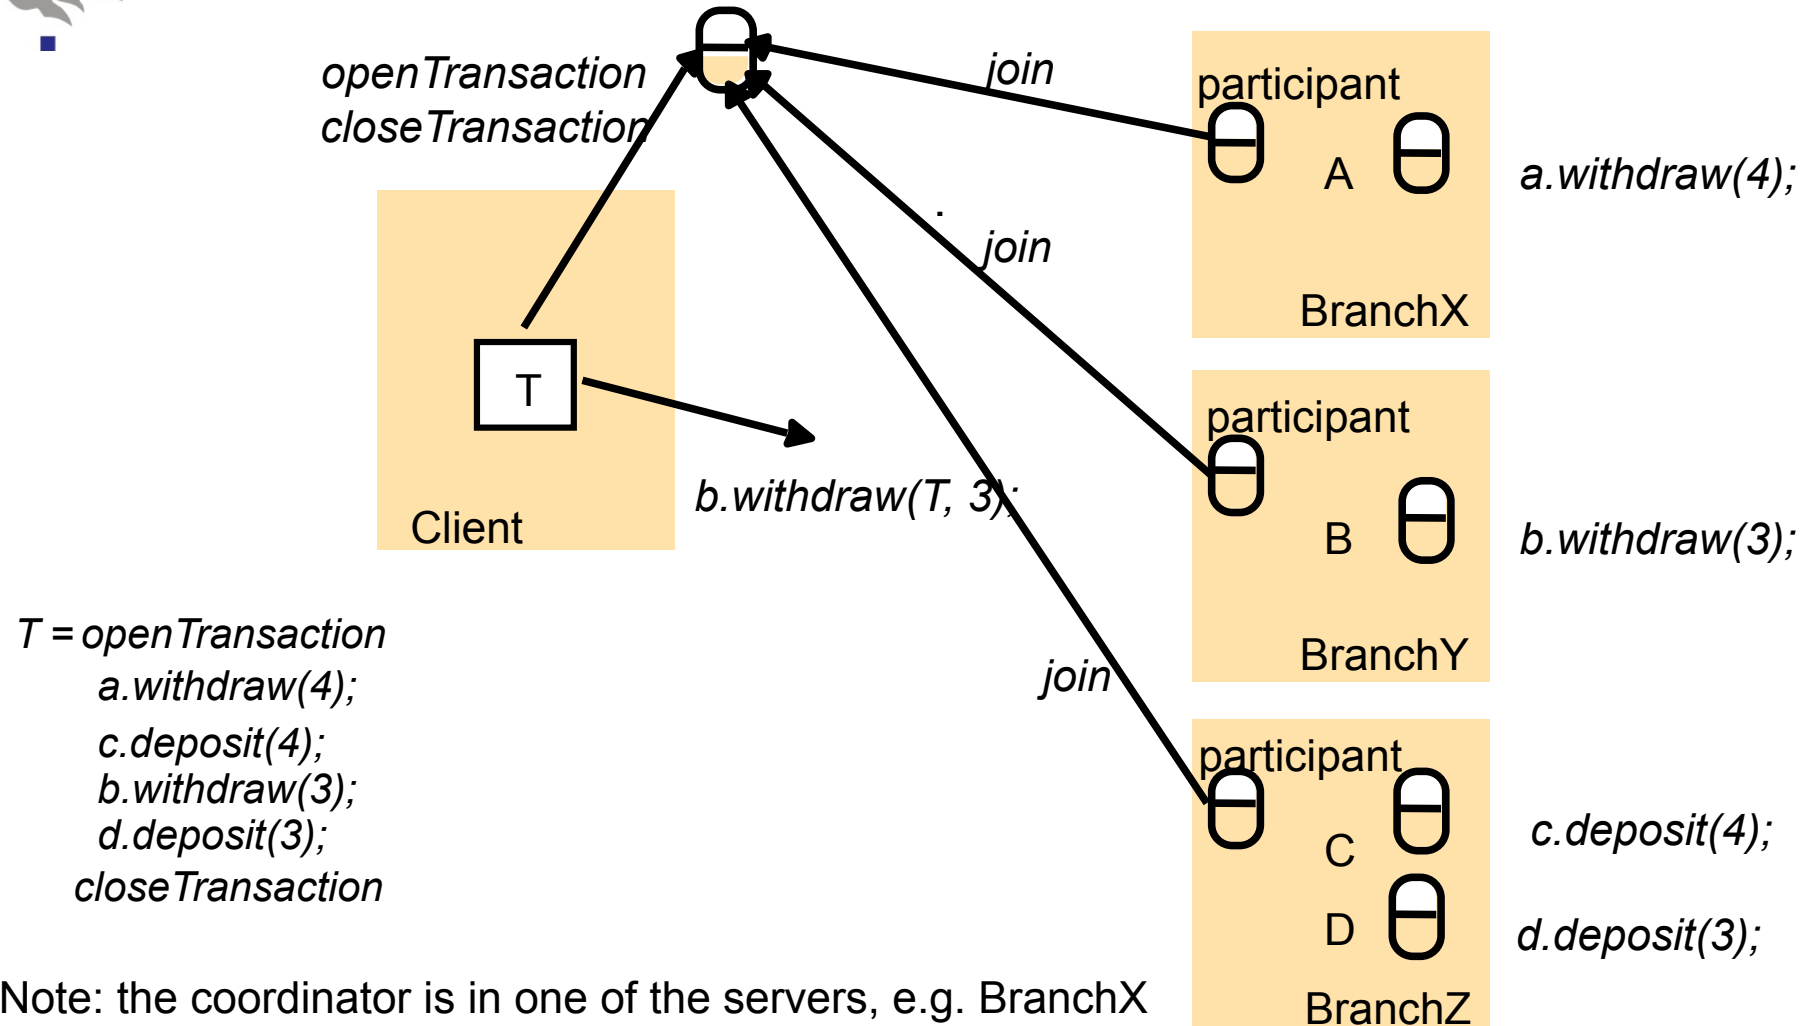 openTransaction
closeTransaction
join
participant
A
a.withdraw(4);
join
BranchX
T
participant
Client
b.withdraw(T, 3);
B
b.withdraw(3);
T = openTransaction
BranchY
a.withdraw(4);
join
c.deposit(4);
participant
b.withdraw(3);
d.deposit(3);
C
c.deposit(4);
closeTransaction
D
d.deposit(3);
Note: the coordinator is in one of the servers, e.g. BranchX
BranchZ